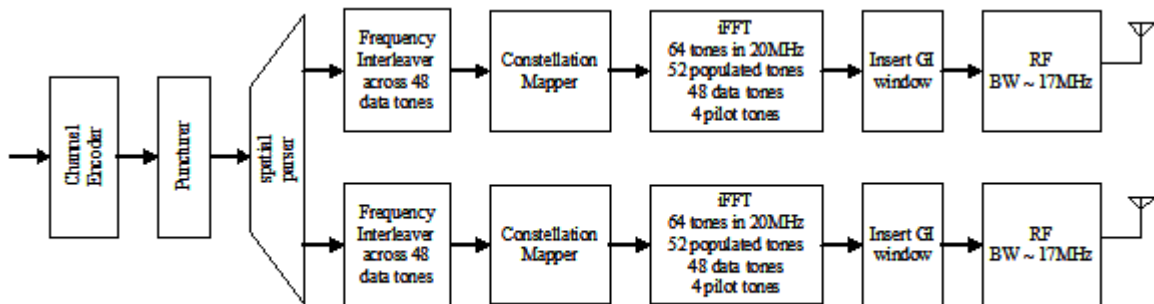 Channel
Encoder
Puncturer
spatial
parser
Frequency
Interleaver
across 48
data tones
Constellation
Mapper
iFFT
64 tones in 20MHz
52 populated tones
48 data tones
4 pilot tones
Insert GI
window
RF
BW ~ 17MHz
Frequency
Interleaver
across 48
data tones
Constellation
Mapper
iFFT
64 tones in 20MHz
52 populated tones
48 data tones
4 pilot tones
Insert GI
window
RF
BW ~ 17MHz